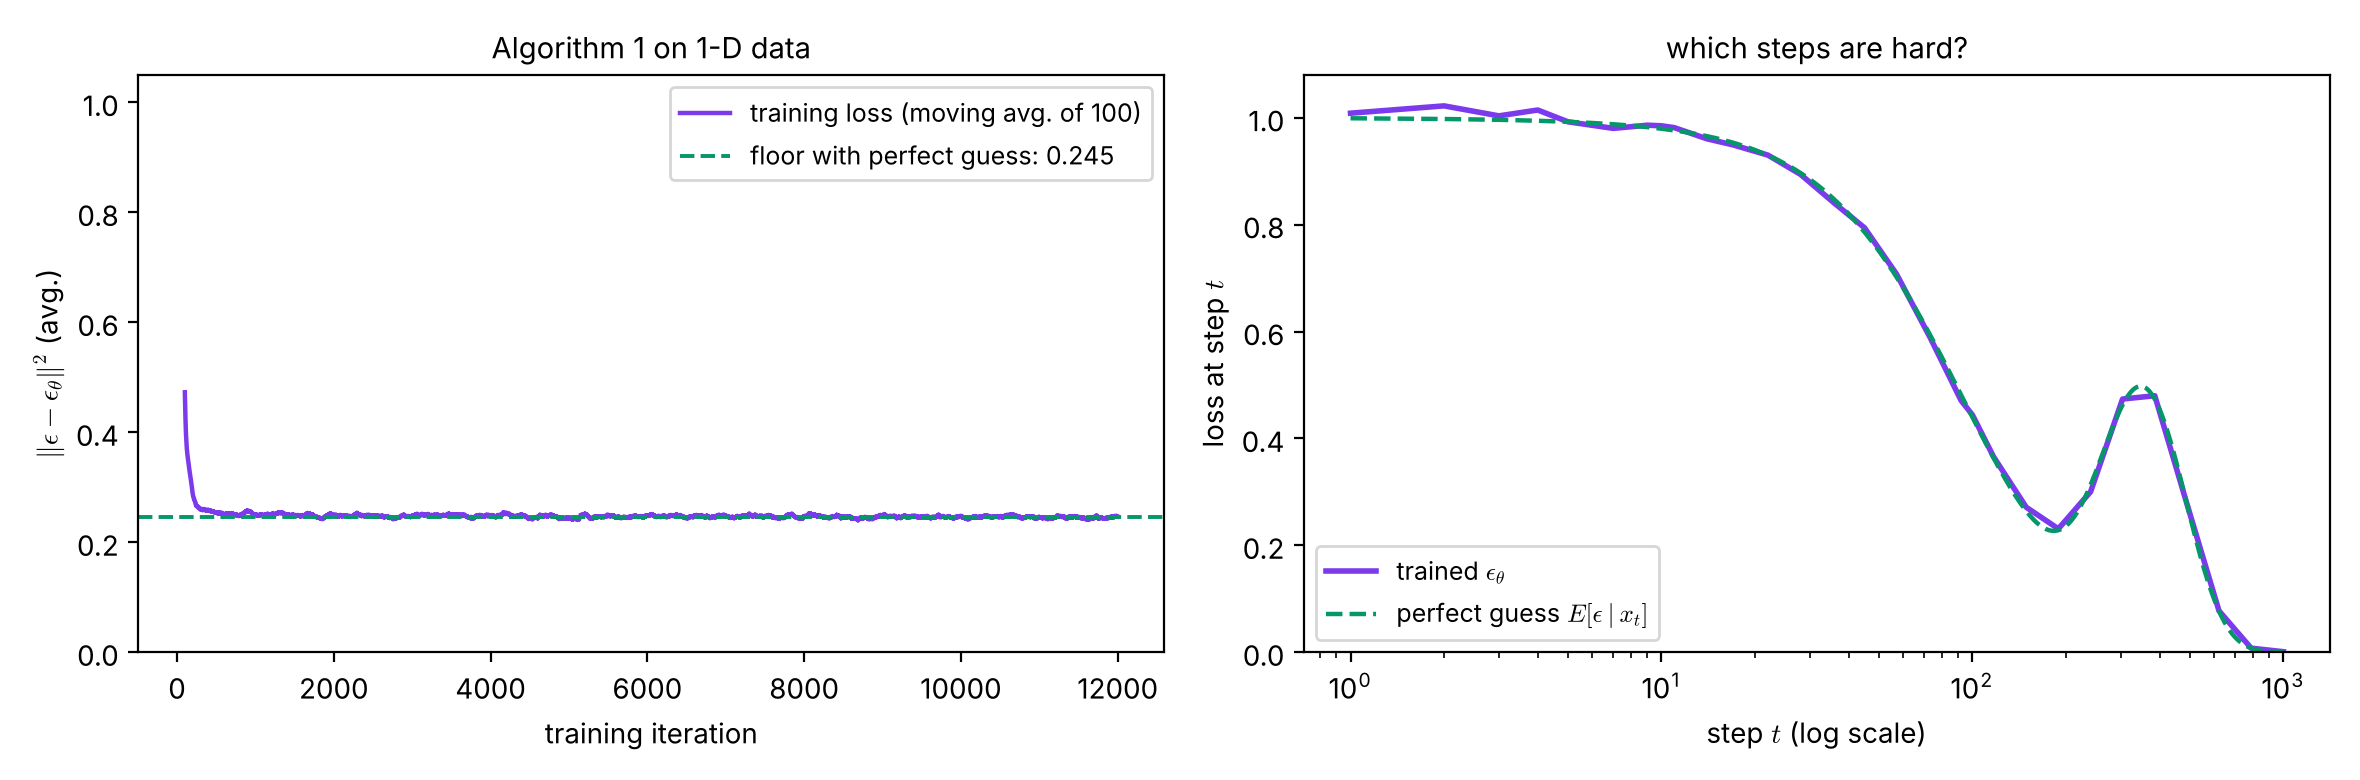 Algorithm 1 on 1-D data
1.0
0.8
0.6
0.4
0.2
0.0
||ϵ − ϵ_θ||² (avg.)
training loss (moving avg. of 100)
floor with perfect guess: 0.245
0 2000 4000 6000 8000 10000 12000
training iteration
which steps are hard?
1.0
0.8
0.6
0.4
0.2
0.0
loss at step t
trained ϵ_θ
perfect guess E[ϵ | x_t]
10⁰ 10¹ 10² 10³
step t (log scale)